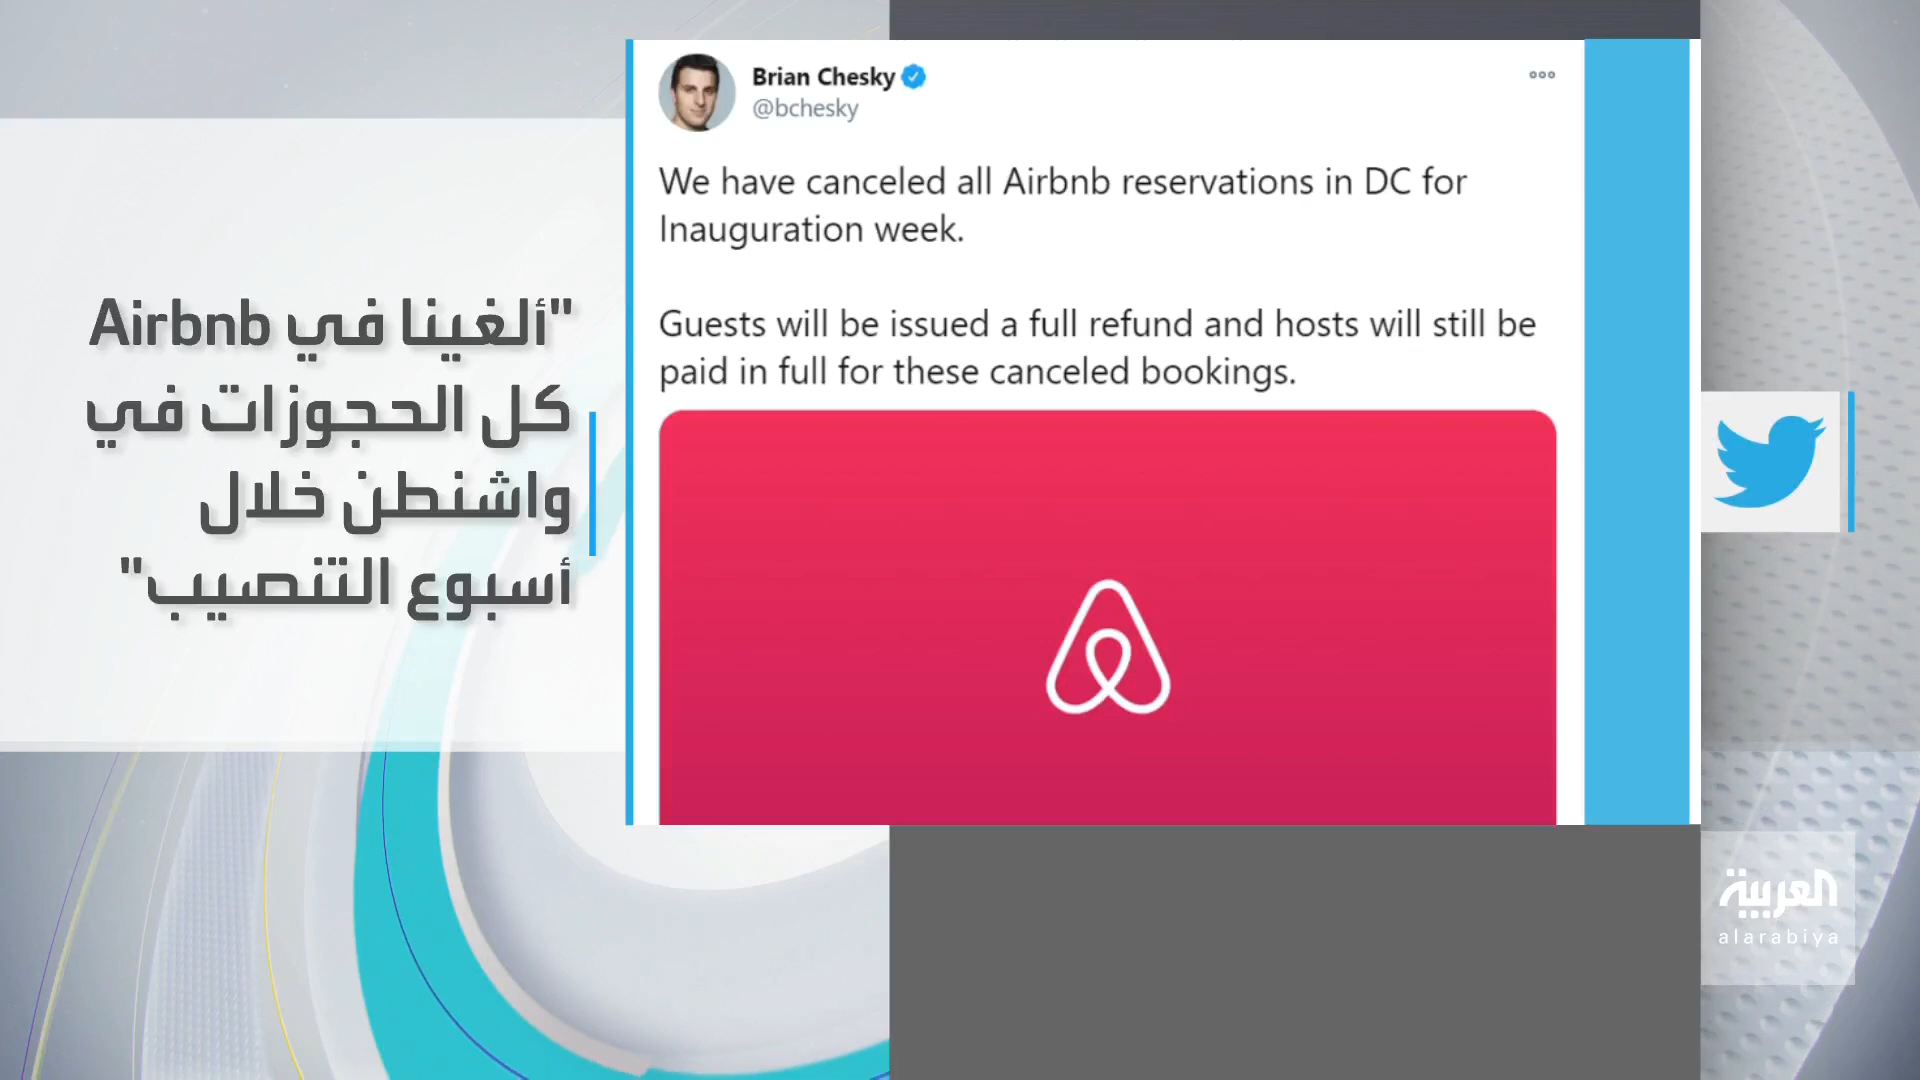 "ألغينا في Airbnb
كل الحجوزات في
واشنطن خلال
أسبوع التنصيب"
Brian Chesky
@bchesky
We have canceled all Airbnb reservations in DC for
Inauguration week.
Guests will be issued a full refund and hosts will still be
paid in full for these canceled bookings.
العربية
alarabiya